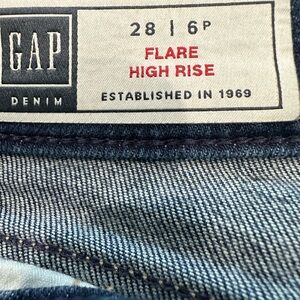 GAP
DENIM
28 | 6P
FLARE
HIGH RISE
ESTABLISHED IN 1969